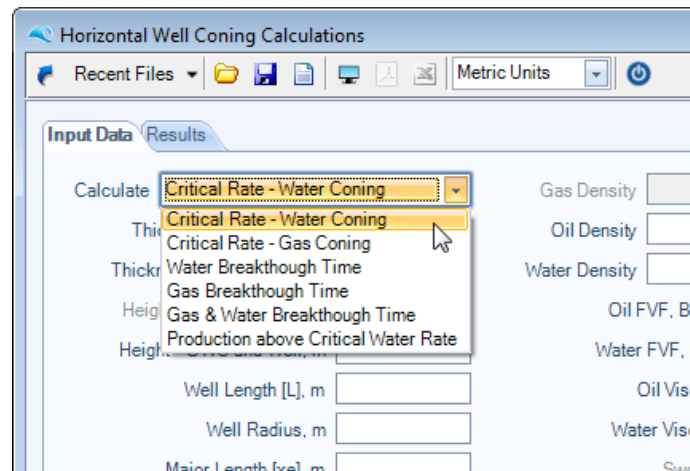 Horizontal Well Coning Calculations
Recent Files Metric Units
Input Data Results
Calculate Critical Rate - Water Coning Gas Density
Critical Rate - Water Coning
Oil Density
Critical Rate - Gas Coning
Water Breakthough Time
Water Density
Gas Breakthough Time
Gas & Water Breakthough Time
Oil FVF, B
Production above Critical Water Rate
Water FVF,
Well Length [L], m Oil Vis
Well Radius, m Water Vis
Major Length [xe], m